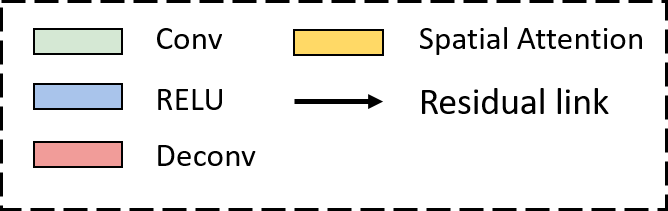 Conv
RELU
Deconv
Spatial Attention
Residual link